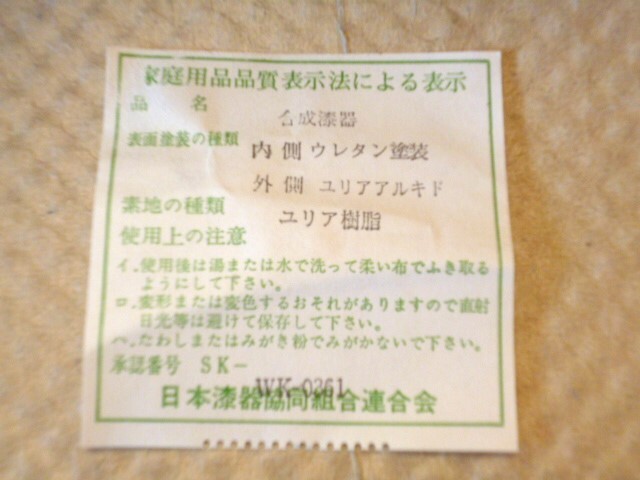 家庭用品品質表示法による表示
品名 合成漆器
表面塗装の種類 内側 ウレタン塗装
外側 ユリアアルキド
素地の種類 ユリア樹脂
使用上の注意
イ.使用後は湯または水で洗って柔い布でふき取る
ようにして下さい。
ロ.変形または変色するおそれがありますので直射
日光等は避けて保存して下さい。
ハ.たわしまたはみがき粉でみがかないで下さい。
承認番号 SK-
WK-0361
日本漆器協同組合連合会